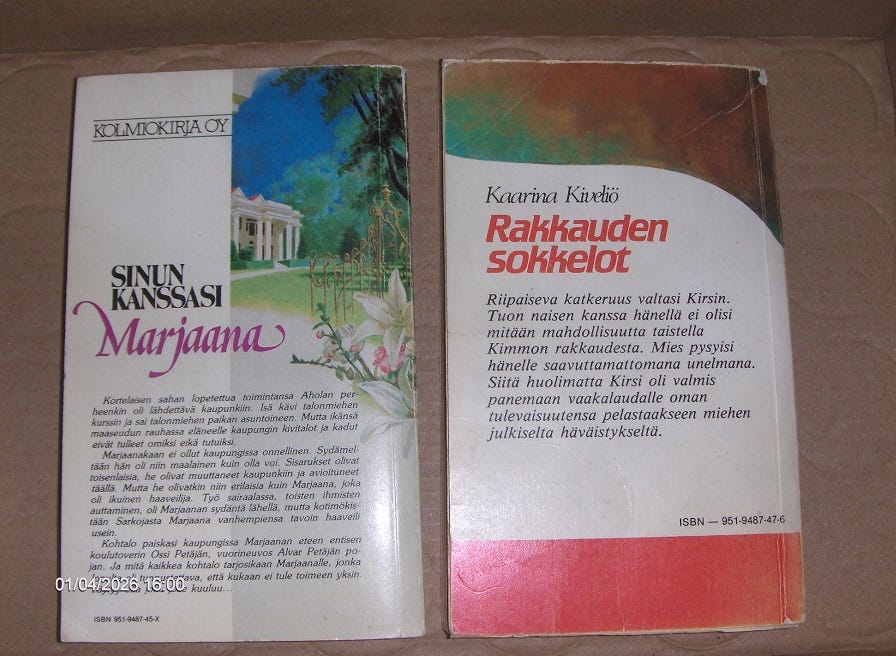 KOLMIOKIRJA OY
SINUN
KANSSASI
Marjaana
Kortelaisen sahan lopetettua toimintansa Aholan per-
heenkin oli lähdettävä kaupunkiin. Isä kävi talonmiehen
kurssin ja sai talonmiehen paikan asuntoineen. Mutta ikänsä
maaseudun rauhassa eläneelle kaupungin kivitalot ja kadut
eivät tulleet omiksi eikä tutuiksi.
Marjaanakaan ei ollut kaupungissa onnellinen. Sydämel-
tään hän oli niin maalainen kuin olla voi. Sisarukset olivat
toisenlaisia, he olivat muuttaneet kaupunkiin ja avioituneet
täällä. Mutta he olivatkin niin erilaisia kuin Marjaana, joka
oli ikuinen haaveilija. Työ sairaalassa, toisten ihmisten
auttaminen, oli Marjaanan sydäntä lähellä, mutta kotimökis-
tään Sarkojasta Marjaana vanhempiensa tavoin haaveili
usein.
Kohtalo paiskasi kaupungissa Marjaanan eteen entisen
koulutoverin Ossi Petäjän, vuorineuvos Alvar Petäjän po-
jan. Ja mitä kaikkea kohtalo tarjosikaan Marjaanalle, jonka
että kukaan ei tule toimeen yksin
kuuluu...
01/04/2026 16:00
ISBN 951-9487-45-X
Kaarina Kiveliö
Rakkauden
sokkelot
Riipaiseva katkeruus valtasi Kirsin.
Tuon naisen kanssa hänellä ei olisi
mitään mahdollisuutta taistella
Kimmon rakkaudesta. Mies pysyisi
hänelle saavuttamattomana unelmana.
Siitä huolimatta Kirsi oli valmis
panemaan vaakalaudalle oman
tulevaisuutensa pelastaakseen miehen
julkiselta häväistykseltä.
ISBN — 951-9487-47-6